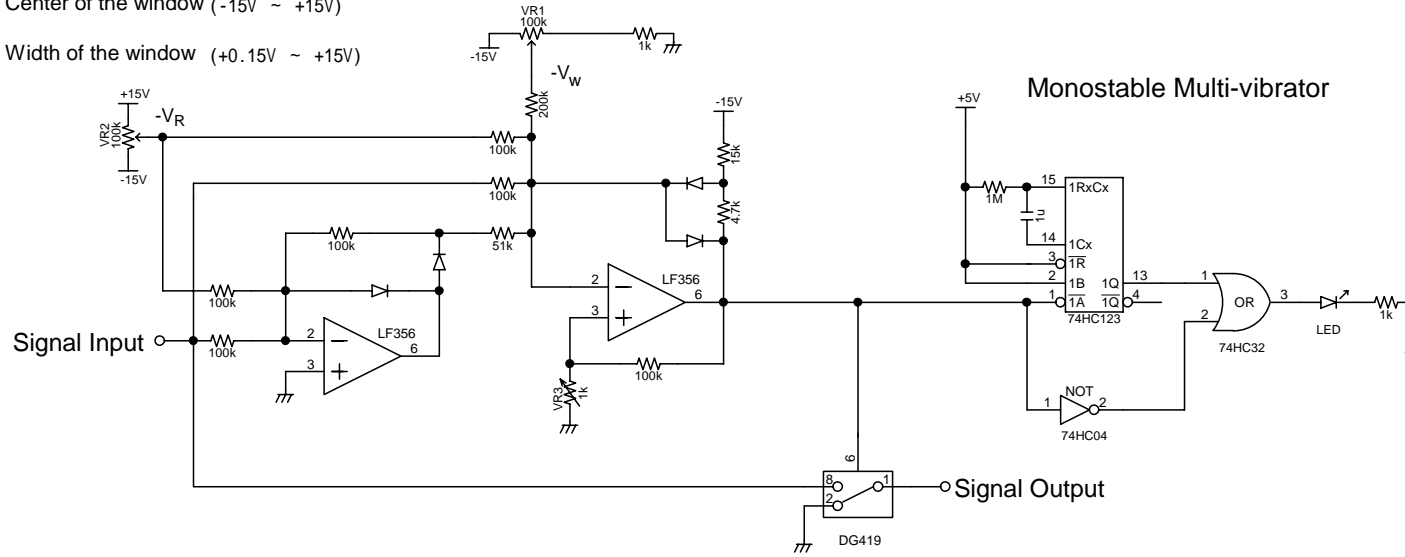 Center of the window (-15V ~ +15V)
Width of the window (+0.15V ~ +15V)
VR1
100k
-15V
1k
-VW
200k
+15V
-VR
VR2
100k
-15V
100k
100k
100k
51k
100k
100k
Signal Input
2
3
6
LF356
-15V
15k
4.7k
2
3
6
LF356
100k
VR3
1k
Monostable Multi-vibrator
+5V
1M
1u
15
1RxCx
14
1Cx
3
1R
2
1B
1
1A
1Q
13
1Q
4
74HC123
1
2
OR
3
74HC32
LED
1k
NOT
1
2
74HC04
6
8
2
1
Signal Output
DG419